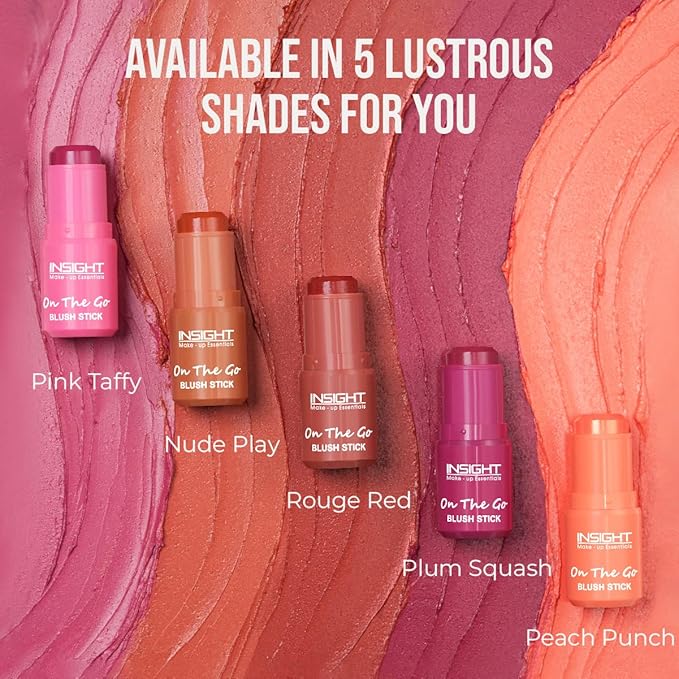 AVAILABLE IN 5 LUSTROUS
SHADES FOR YOU
INSIGHT
Make - up Essentials
On The Go
BLUSH STICK
Pink Taffy
INSIGHT
Make - up Essentials
On The Go
BLUSH STICK
Nude Play
INSIGHT
Make - up Essentials
On The Go
BLUSH STICK
Rouge Red
INSIGHT
Make - up Essentials
On The Go
BLUSH STICK
Plum Squash
INSIGHT
Make - up Essentials
On The Go
BLUSH STICK
Peach Punch